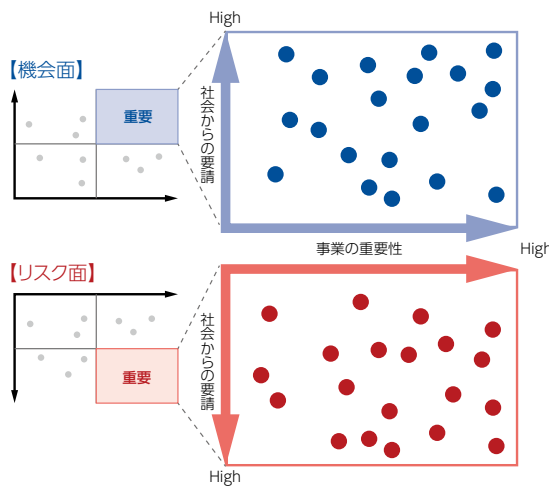 High
【機会面】
重要
社会からの要請
事業の重要性
High
【リスク面】
重要
社会からの要請
High